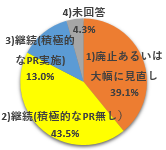 4)未回答
4.3%
3)継続(積極的
なPR実施)
13.0%
1)廃止あるいは
大幅に見直し
39.1%
2)継続(積極的なPR無し)
43.5%